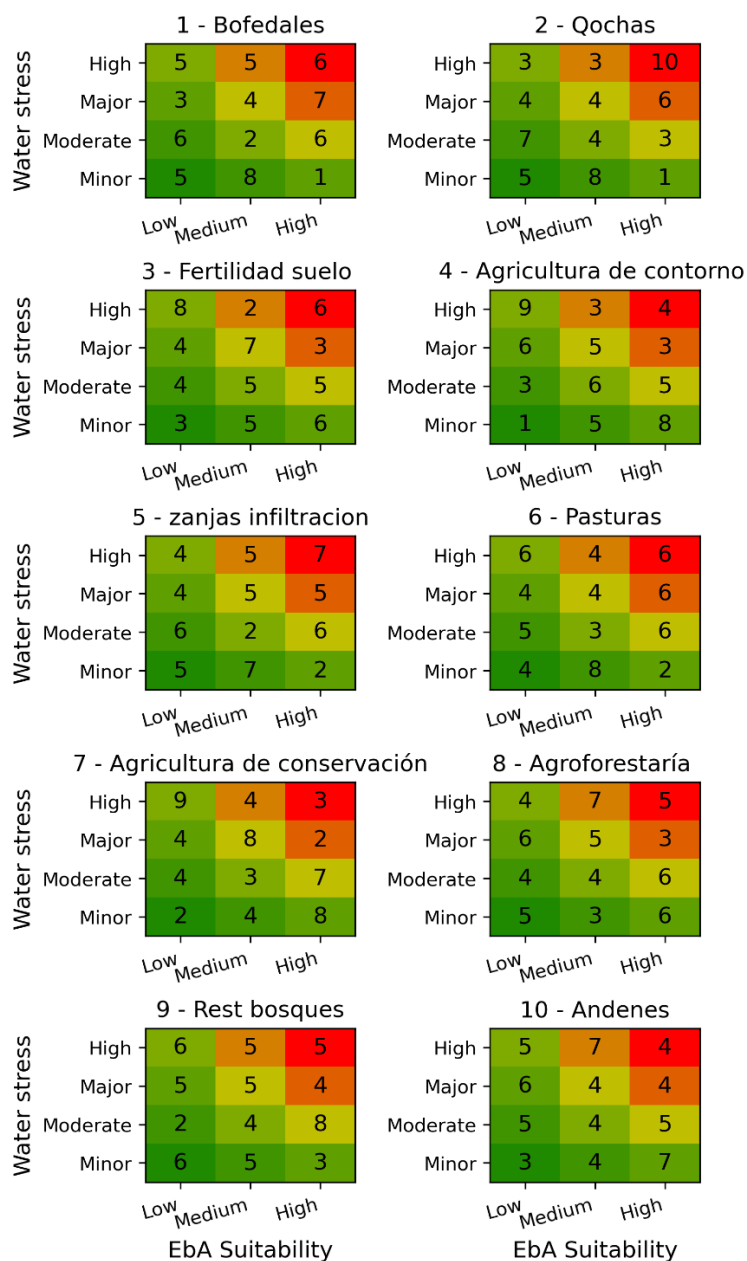 1 - Bofedales
2 - Qochas
Water stress
High 5 5 6
High 3 3 10
Major 3 4 7
Major 4 4 6
Moderate 6 2 6
Moderate 7 4 3
Minor 5 8 1
Minor 5 8 1
Low Medium High
Low Medium High
3 - Fertilidad suelo
4 - Agricultura de contorno
Water stress
High 8 2 6
High 9 3 4
Major 4 7 3
Major 6 5 3
Moderate 4 5 5
Moderate 3 6 5
Minor 3 5 6
Minor 1 5 8
Low Medium High
Low Medium High
5 - zanjas infiltracion
6 - Pasturas
Water stress
High 4 5 7
High 6 4 6
Major 4 5 5
Major 4 4 6
Moderate 6 2 6
Moderate 5 3 6
Minor 5 7 2
Minor 4 8 2
Low Medium High
Low Medium High
7 - Agricultura de conservación
8 - Agroforestaría
Water stress
High 9 4 3
High 4 7 5
Major 4 8 2
Major 6 5 3
Moderate 4 3 7
Moderate 4 4 6
Minor 2 4 8
Minor 5 3 6
Low Medium High
Low Medium High
9 - Rest bosques
10 - Andenes
Water stress
High 6 5 5
High 5 7 4
Major 5 5 4
Major 6 4 4
Moderate 2 4 8
Moderate 5 4 5
Minor 6 5 3
Minor 3 4 7
Low Medium High
Low Medium High
EbA Suitability
EbA Suitability